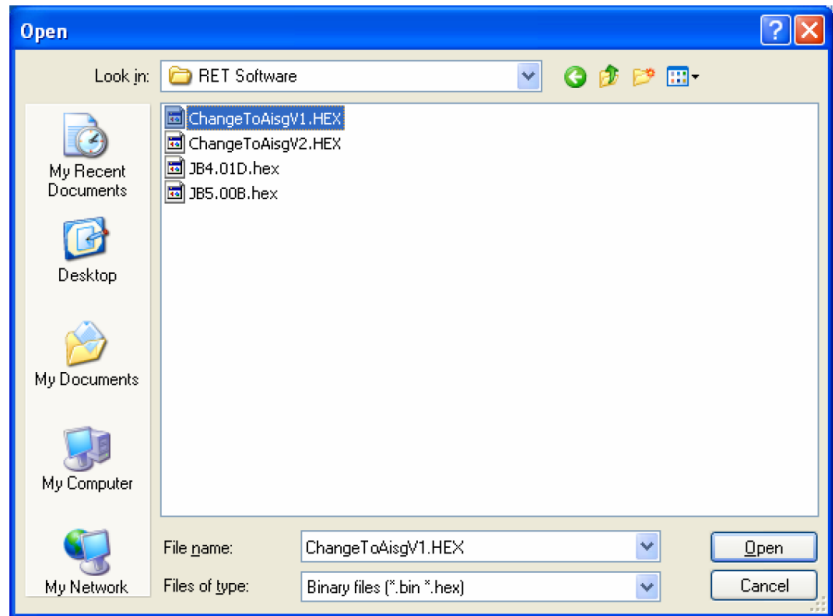 Open
Look in:
RET Software
My Recent
Documents
Desktop
My Documents
My Computer
My Network
ChangeToAisgV1.HEX
ChangeToAisgV2.HEX
JB4.01D.hex
JB5.00B.hex
File name:
ChangeToAisgV1.HEX
Open
Files of type:
Binary files (*.bin *.hex)
Cancel